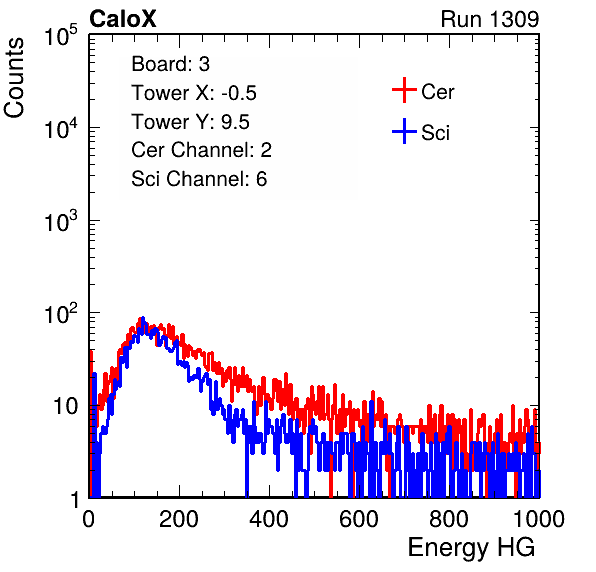 CaloX
Run 1309
Counts
10^5
10^4
10^3
10^2
10
1
Board: 3
Tower X: -0.5
Tower Y: 9.5
Cer Channel: 2
Sci Channel: 6
Cer
Sci
0 200 400 600 800 1000
Energy HG